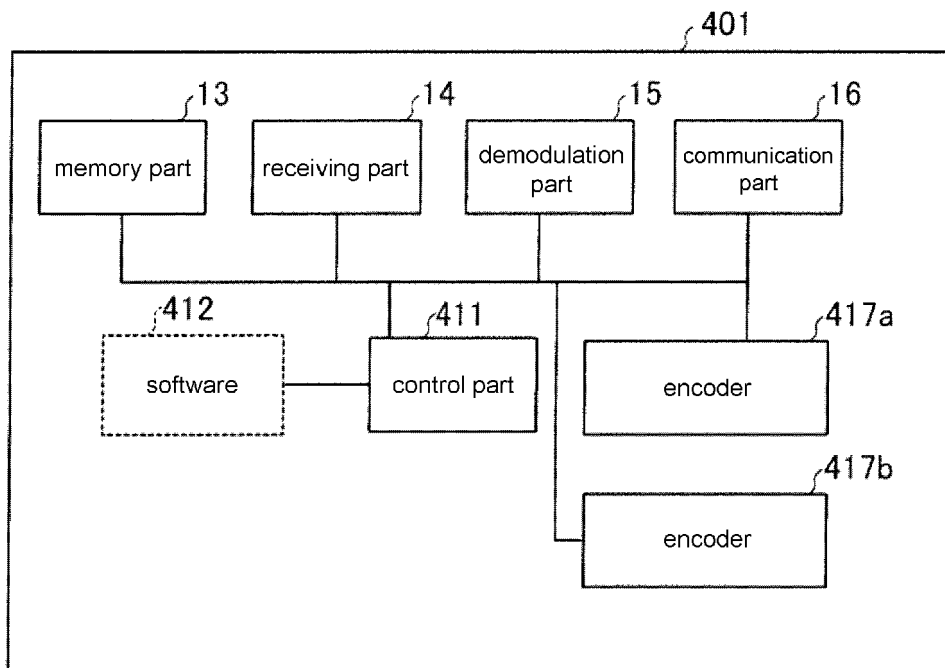 401
13
14
15
16
memory part
receiving part
demodulation
part
communication
part
412
411
417a
software
control part
encoder
417b
encoder